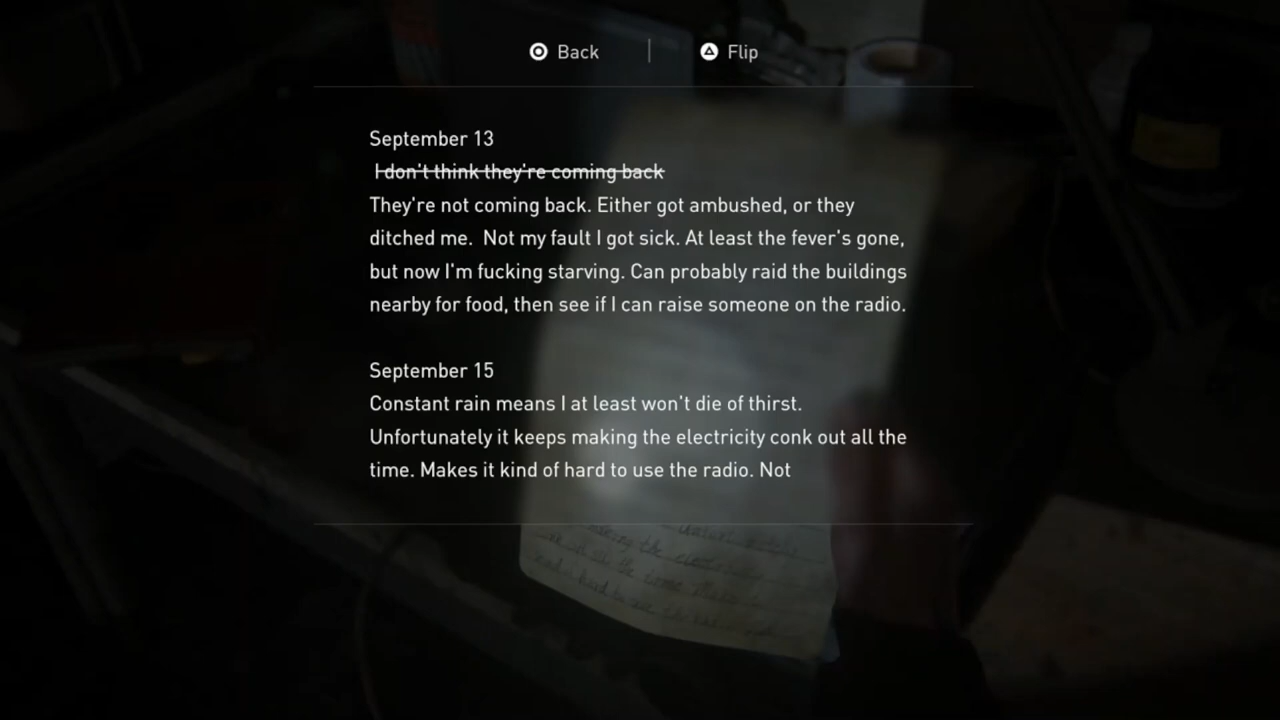 Back | Flip
September 13
I don't think they're coming back
They're not coming back. Either got ambushed, or they
ditched me.  Not my fault I got sick. At least the fever's gone,
but now I'm fucking starving. Can probably raid the buildings
nearby for food, then see if I can raise someone on the radio.
September 15
Constant rain means I at least won't die of thirst.
Unfortunately it keeps making the electricity conk out all the
time. Makes it kind of hard to use the radio. Not